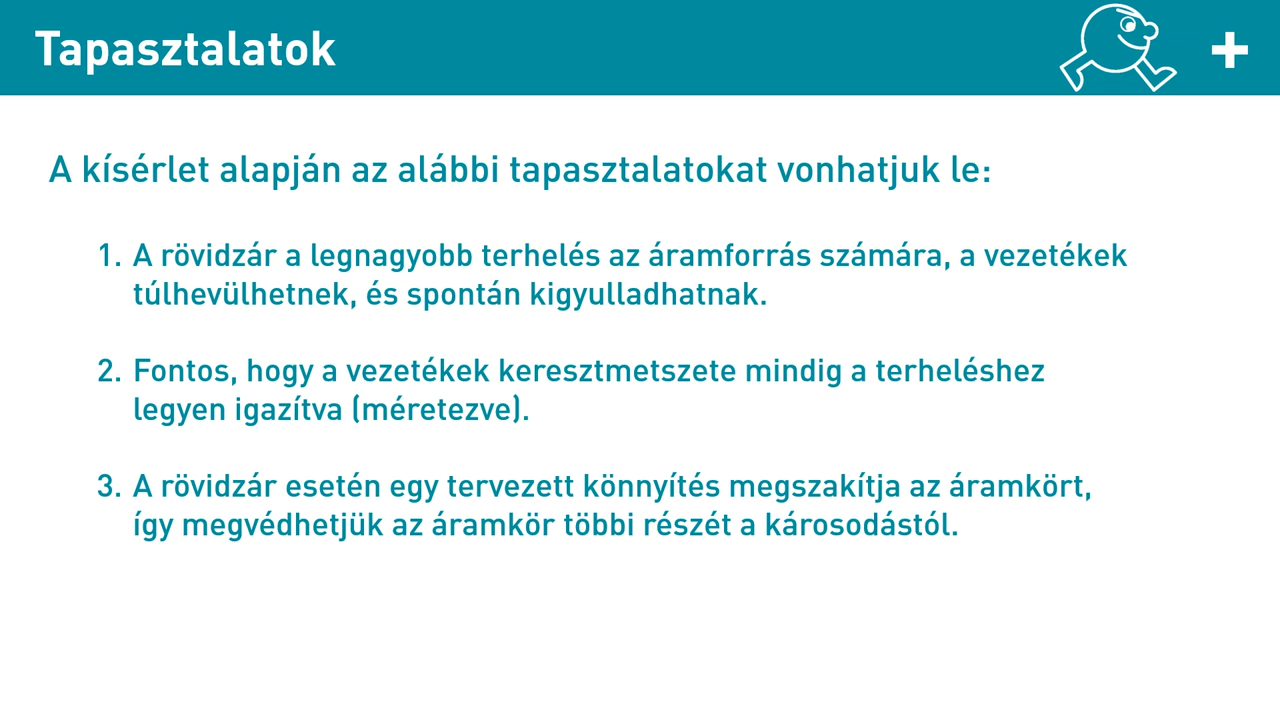 Tapasztalatok
A kísérlet alapján az alábbi tapasztalatokat vonhatjuk le:
1. A rövidzár a legnagyobb terhelés az áramforrás számára, a vezetékek
túlhevülhetnek, és spontán kigyulladhatnak.
2. Fontos, hogy a vezetékek keresztmetszete mindig a terheléshez
legyen igazítva (méretezve).
3. A rövidzár esetén egy tervezett könnyítés megszakítja az áramkört,
így megvédhetjük az áramkör többi részét a károsodástól.